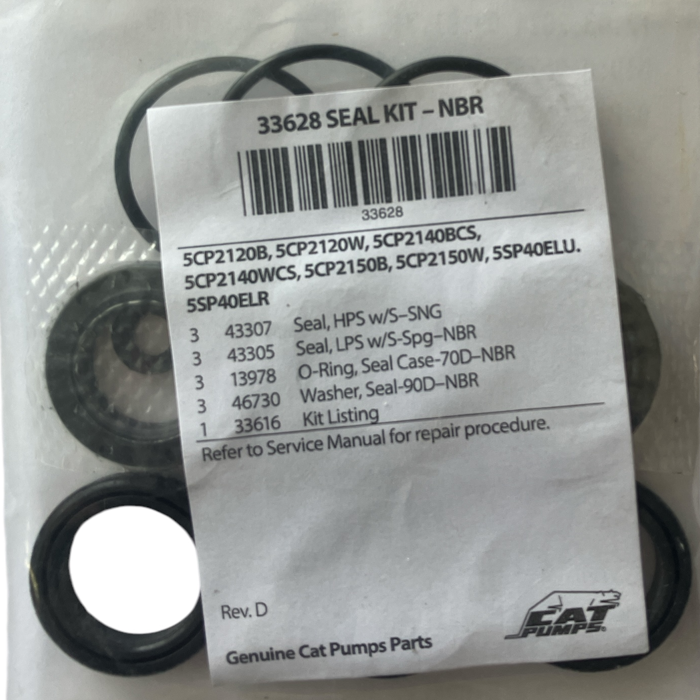 33628 SEAL KIT – NBR
33628
5CP2120B, 5CP2120W, 5CP2140BCS,
5CP2140WCS, 5CP2150B, 5CP2150W, 5SP40ELU.
5SP40ELR
3 43307 Seal, HPS w/S–SNG
3 43305 Seal, LPS w/S-Spg–NBR
3 13978 O-Ring, Seal Case-70D–NBR
3 46730 Washer, Seal-90D–NBR
1 33616 Kit Listing
Refer to Service Manual for repair procedure.
Rev. D
Genuine Cat Pumps Parts
CAT
PUMPS®